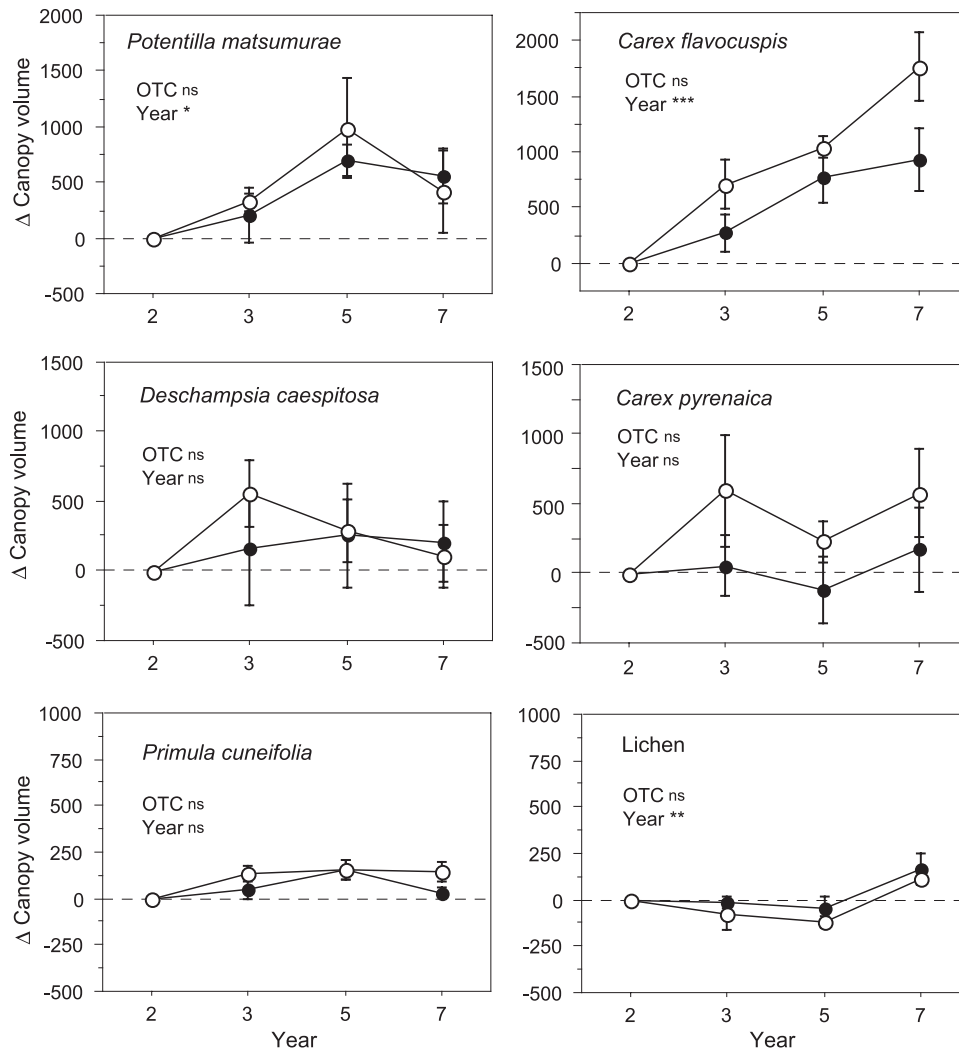 Potentilla matsumurae
OTC ns
Year *
Δ Canopy volume
2000
1500
1000
500
0
-500
2
3
5
7
Carex flavocuspis
OTC ns
Year ***
2000
1500
1000
500
0
2
3
5
7
Deschampsia caespitosa
OTC ns
Year ns
Δ Canopy volume
1500
1000
500
0
-500
2
3
5
7
Carex pyrenaica
OTC ns
Year ns
1500
1000
500
0
-500
2
3
5
7
Primula cuneifolia
OTC ns
Year ns
Δ Canopy volume
1000
750
500
250
0
-250
-500
2
3
5
7
Year
Lichen
OTC ns
Year **
1000
750
500
250
0
-250
-500
2
3
5
7
Year